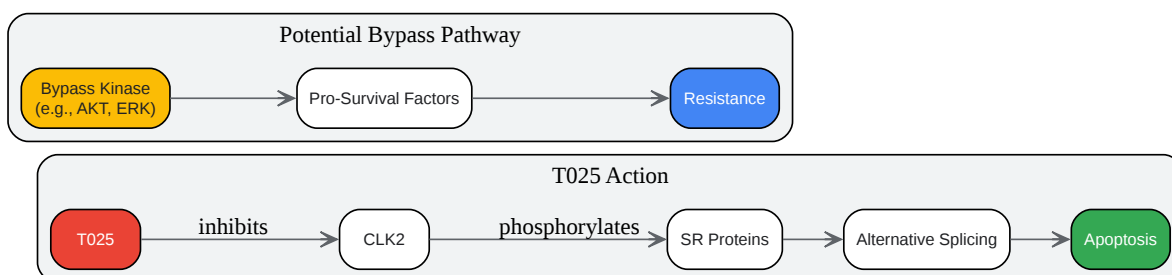 Potential Bypass Pathway
Bypass Kinase
(e.g., AKT, ERK)
Pro-Survival Factors
Resistance
T025 Action
T025
inhibits
CLK2
phosphorylates
SR Proteins
Alternative Splicing
Apoptosis